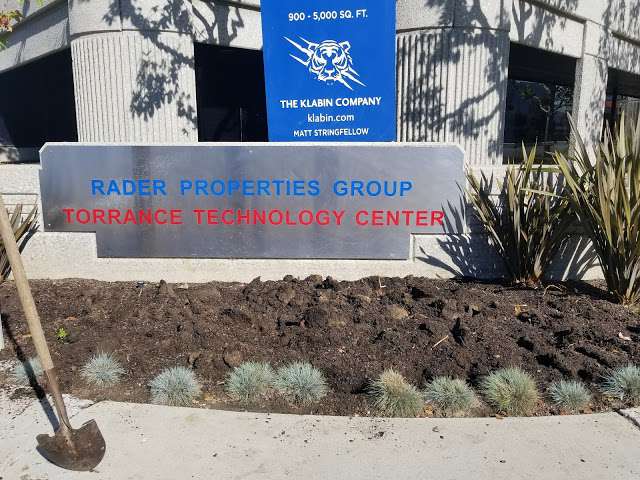 900 - 5,000 SQ. FT.
THE KLABIN COMPANY
klabin.com
MATT STRINGFELLOW
RADER PROPERTIES GROUP
TORRANCE TECHNOLOGY CENTER